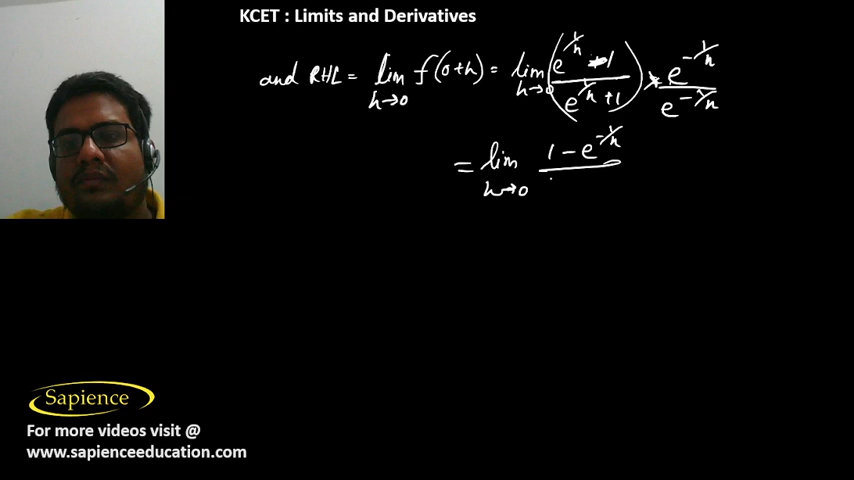 KCET : Limits and Derivatives
and RHL = lim h→0 f(0+h) = lim h→0 (e^{1/h} - 1 / e^{1/h} + 1) × e^{-1/h} / e^{-1/h}
= lim h→0 1 - e^{-1/h}
Sapience
For more videos visit @
www.sapienceeducation.com